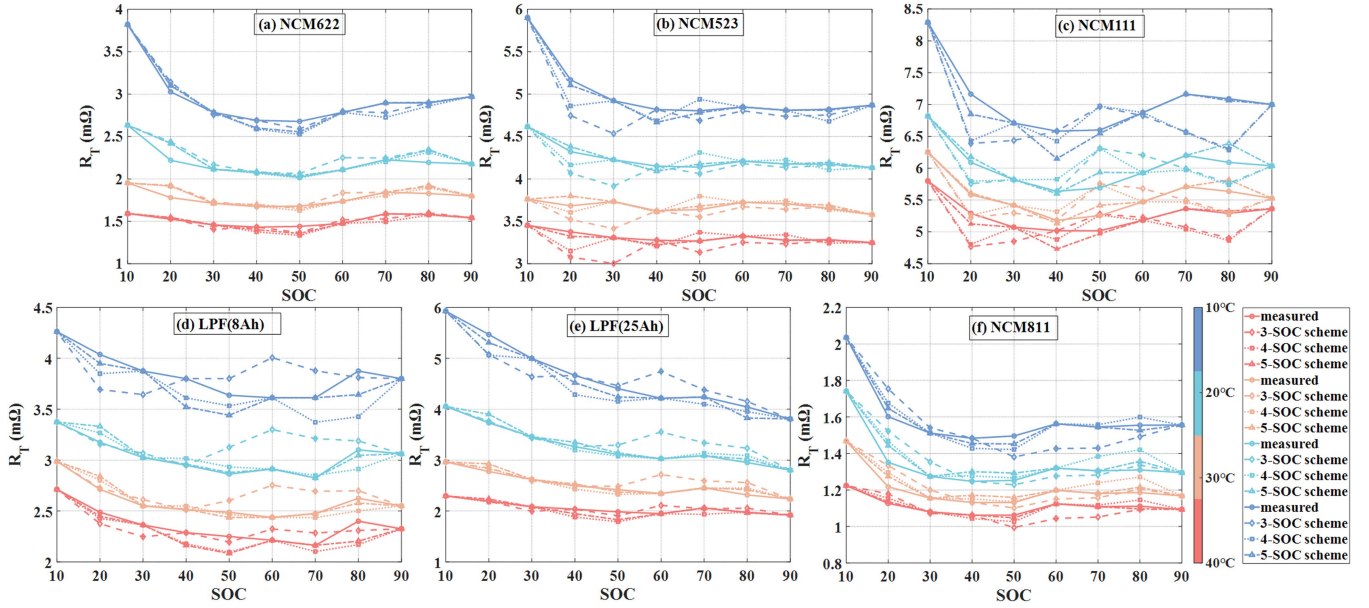 (a) NCM622
4
3.5
3
2.5
2
1.5
1
R_T (mΩ)
10 20 30 40 50 60 70 80 90
SOC
(b) NCM523
6
5.5
5
4.5
4
3.5
3
R_T (mΩ)
10 20 30 40 50 60 70 80 90
SOC
(c) NCM111
8.5
8
7.5
7
6.5
6
5.5
5
4.5
R_T (mΩ)
10 20 30 40 50 60 70 80 90
SOC
(d) LPF(8Ah)
4.5
4
3.5
3
2.5
2
R_T (mΩ)
10 20 30 40 50 60 70 80 90
SOC
(e) LPF(25Ah)
6
5
4
3
2
1
R_T (mΩ)
10 20 30 40 50 60 70 80 90
SOC
(f) NCM811
2.2
2
1.8
1.6
1.4
1.2
1
0.8
R_T (mΩ)
10 20 30 40 50 60 70 80 90
SOC
10°C
20°C
30°C
40°C
measured
3-SOC scheme
4-SOC scheme
5-SOC scheme
measured
3-SOC scheme
4-SOC scheme
5-SOC scheme
measured
3-SOC scheme
4-SOC scheme
5-SOC scheme
measured
3-SOC scheme
4-SOC scheme
5-SOC scheme